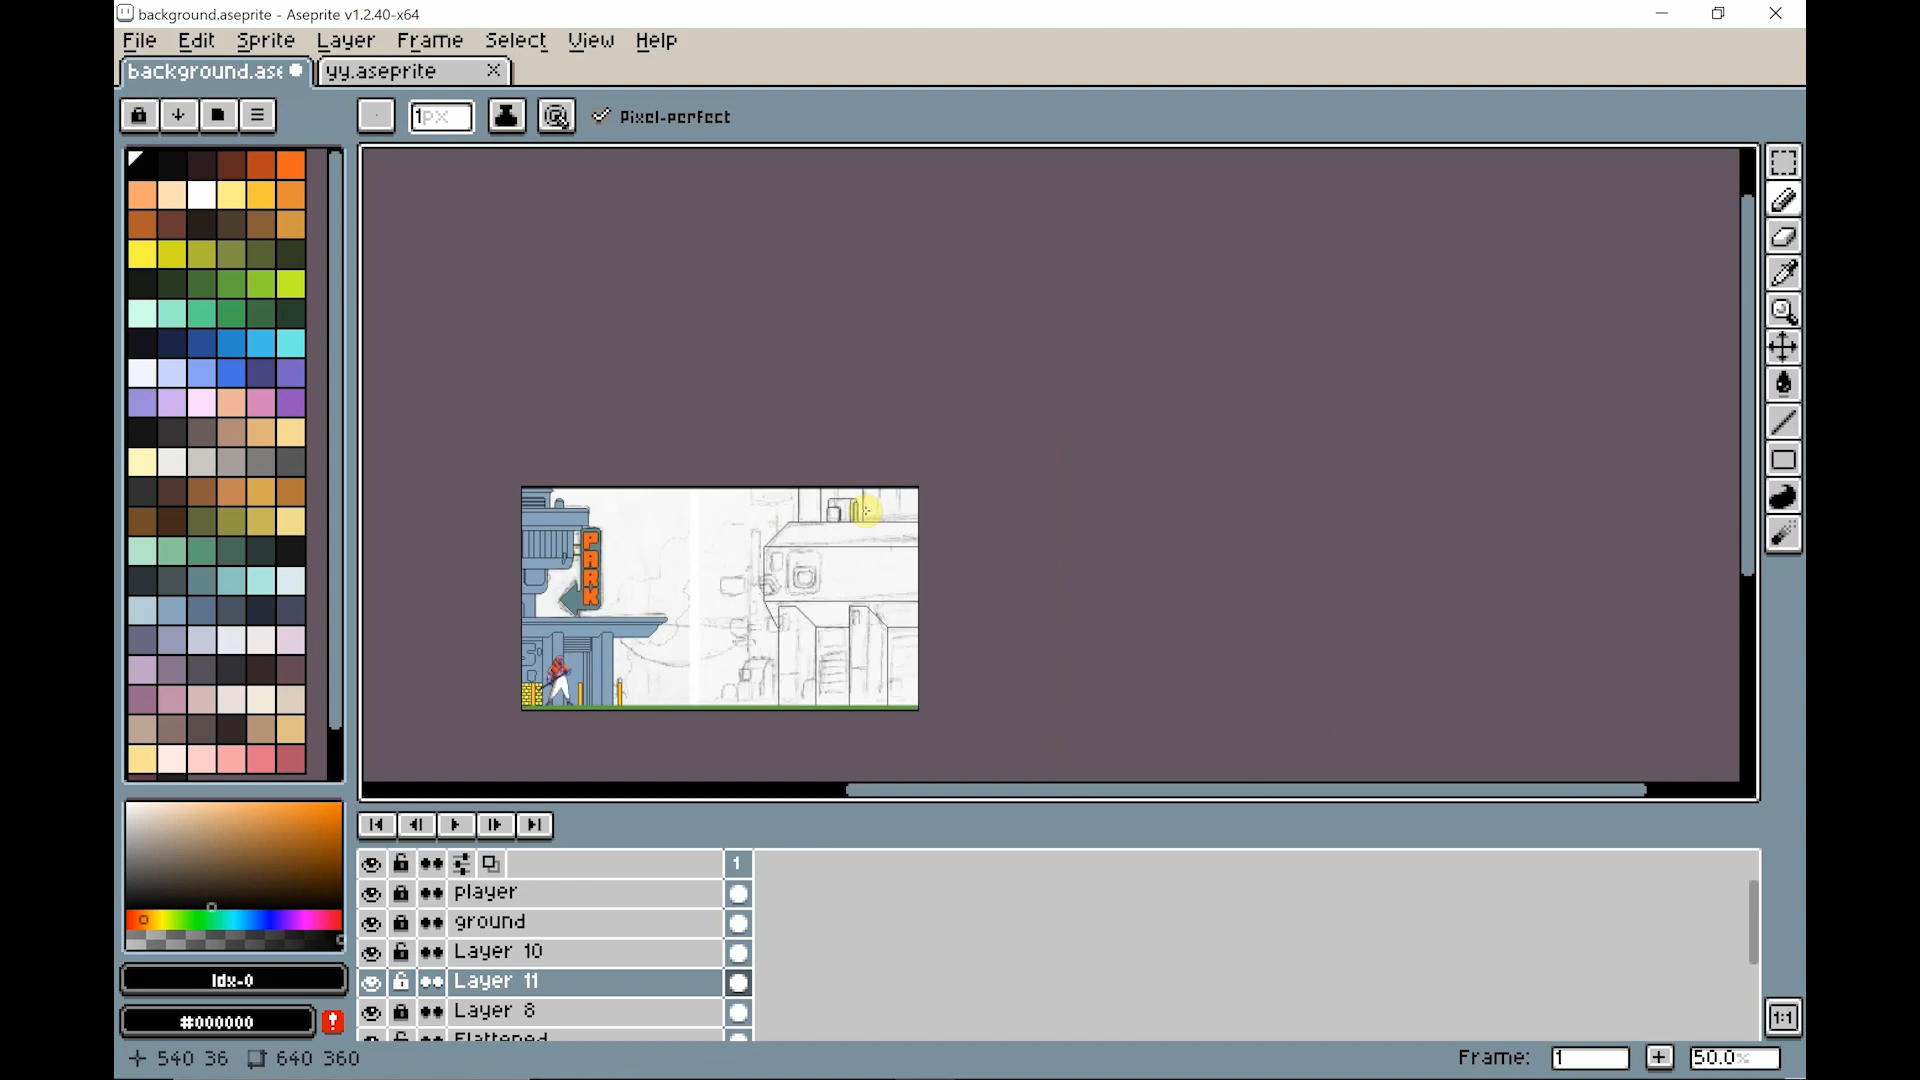 background.aseprite - Aseprite v1.2.40-x64
File Edit Sprite Layer Frame Select View Help
background.ase yy.aseprite
1px Pixel-perfect
PARK
1
player
ground
Layer 10
Layer 11
Layer 8
Flattened
Idx-0
#000000
1:1
540 36 640 360
Frame: 1 50.0%